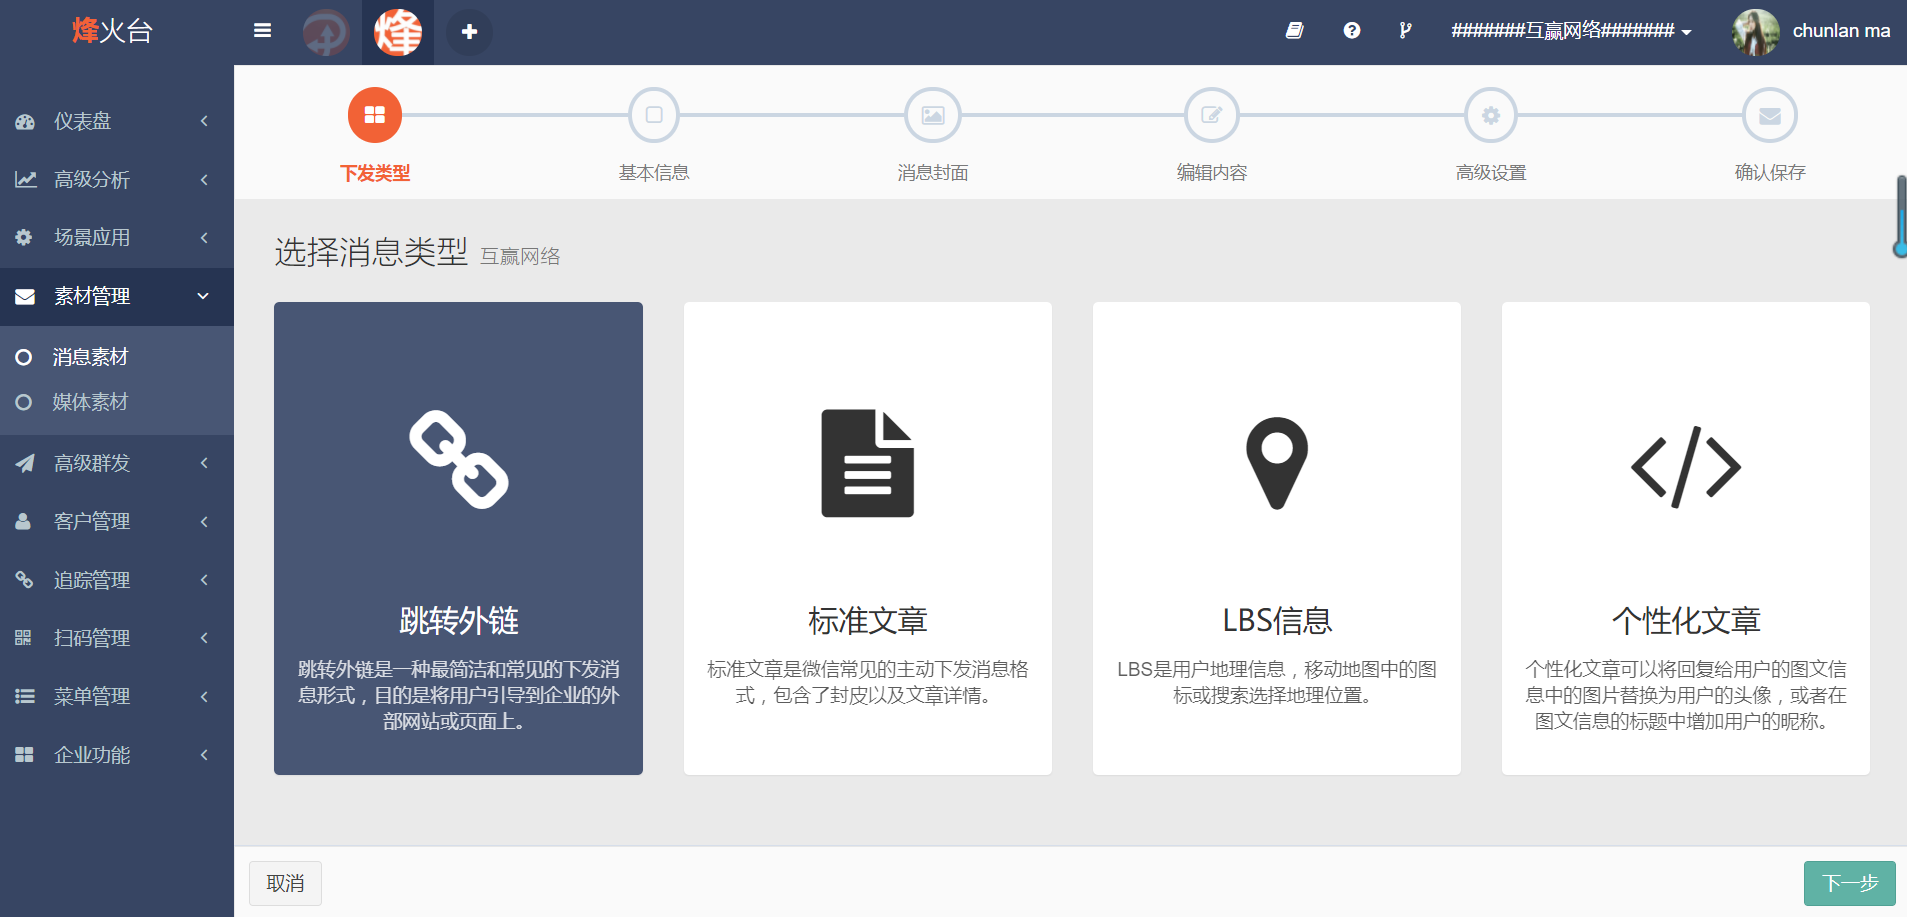 烽火台
烽
#######互赢网络#######
chunlan ma
仪表盘
高级分析
场景应用
素材管理
消息素材
媒体素材
高级群发
客户管理
追踪管理
扫码管理
菜单管理
企业功能
下发类型
基本信息
消息封面
编辑内容
高级设置
确认保存
选择消息类型 互赢网络
跳转外链
跳转外链是一种最简洁和常见的下发消
息形式，目的是将用户引导到企业的外
部网站或页面上。
标准文章
标准文章是微信常见的主动下发消息格
式，包含了封皮以及文章详情。
LBS信息
LBS是用户地理信息，移动地图中的图
标或搜索选择地理位置。
个性化文章
个性化文章可以将回复给用户的图文信
息中的图片替换为用户的头像，或者在
图文信息的标题中增加用户的昵称。
取消
下一步